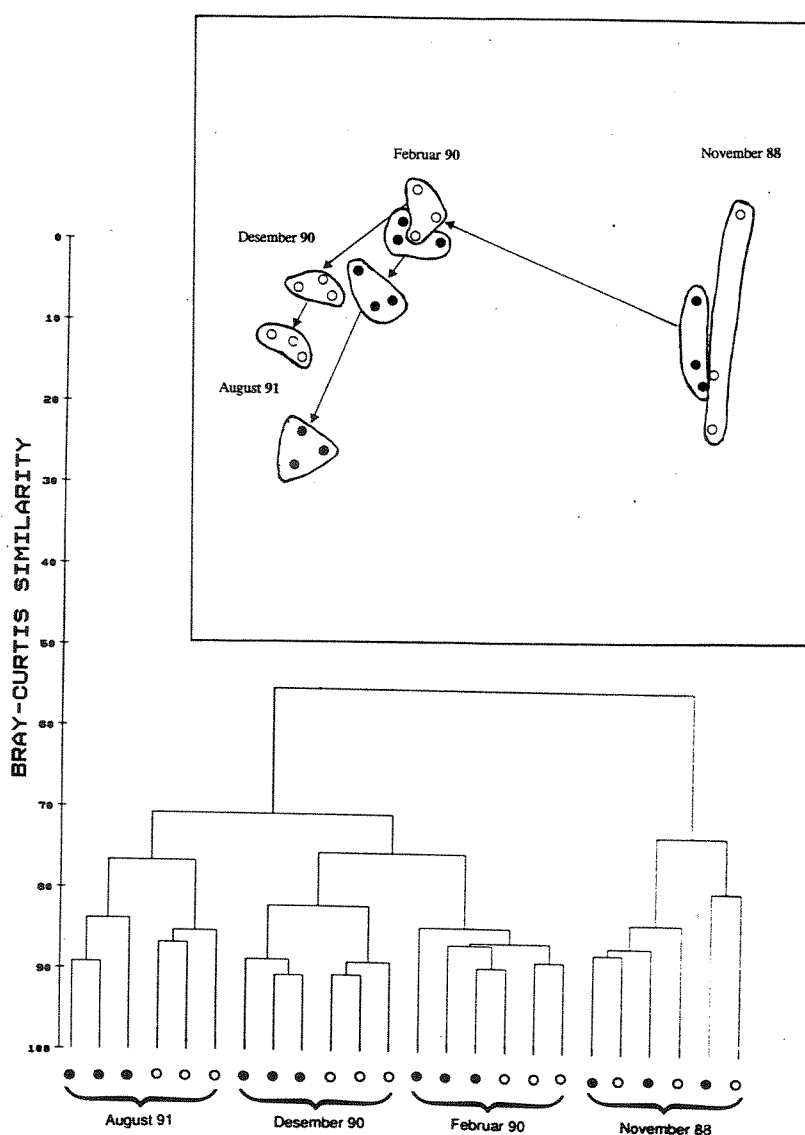 Februar 90
November 88
Desember 90
August 91
BRAY-CURTIS SIMILARITY
0
10
20
30
40
50
60
70
80
90
100
August 91
Desember 90
Februar 90
November 88